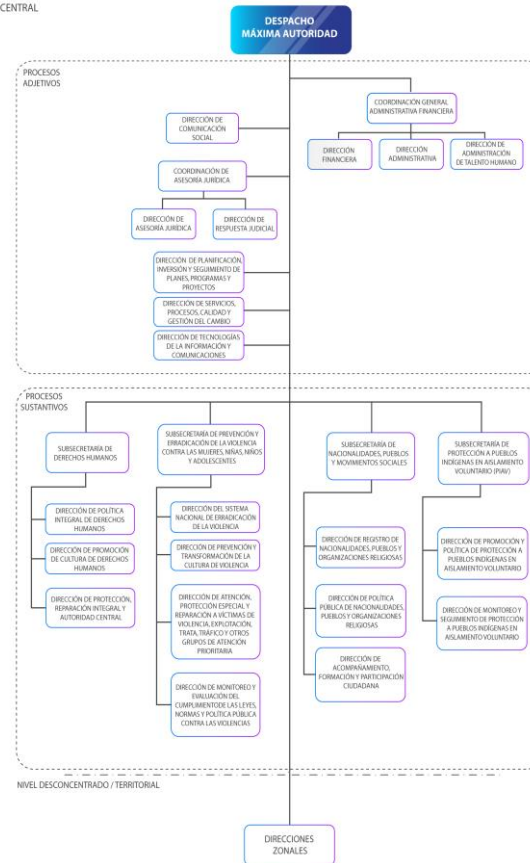 CENTRAL
DESPACHO
MÁXIMA AUTORIDAD
PROCESOS
ADJETIVOS
COORDINACIÓN GENERAL
ADMINISTRATIVA FINANCIERA
DIRECCIÓN
FINANCIERA
DIRECCIÓN
ADMINISTRATIVA
DIRECCIÓN DE
ADMINISTRACIÓN
DE TALENTO HUMANO
DIRECCIÓN DE
COMUNICACIÓN
SOCIAL
COORDINACIÓN DE
ASESORÍA JURÍDICA
DIRECCIÓN DE
ASESORÍA JURÍDICA
DIRECCIÓN DE
RESPUESTA JUDICIAL
DIRECCIÓN DE PLANIFICACIÓN,
INVERSIÓN Y SEGUIMIENTO DE
PLANES, PROGRAMAS Y
PROYECTOS
DIRECCIÓN DE SERVICIOS,
PROCESOS, CALIDAD Y
GESTIÓN DEL CAMBIO
DIRECCIÓN DE TECNOLOGÍAS
DE LA INFORMACIÓN Y
COMUNICACIONES
PROCESOS
SUSTANTIVOS
SUBSECRETARÍA DE
DERECHOS HUMANOS
DIRECCIÓN DE POLÍTICA
INTEGRAL DE DERECHOS
HUMANOS
DIRECCIÓN DE PROMOCIÓN
DE CULTURA DE DERECHOS
HUMANOS
DIRECCIÓN DE PROTECCIÓN,
REPARACIÓN INTEGRAL Y
AUTORIDAD CENTRAL
SUBSECRETARÍA DE PREVENCIÓN Y
ERRADICACIÓN DE LA VIOLENCIA
CONTRA LAS MUJERES, NIÑAS, NIÑOS
Y ADOLESCENTES
DIRECCIÓN DEL SISTEMA
NACIONAL DE ERRADICACIÓN
DE LA VIOLENCIA
DIRECCIÓN DE PREVENCIÓN Y
TRANSFORMACIÓN DE LA
CULTURA DE VIOLENCIA
DIRECCIÓN DE ATENCIÓN,
PROTECCIÓN ESPECIAL Y
REPARACIÓN A VÍCTIMAS DE
VIOLENCIA, EXPLOTACIÓN,
TRATA, TRÁFICO Y OTROS
GRUPOS DE ATENCIÓN
PRIORITARIA
DIRECCIÓN DE MONITOREO Y
EVALUACIÓN DEL
CUMPLIMIENTODE LAS LEYES,
NORMAS Y POLÍTICA PÚBLICA
CONTRA LAS VIOLENCIAS
SUBSECRETARÍA DE
NACIONALIDADES, PUEBLOS
Y MOVIMIENTOS SOCIALES
DIRECCIÓN DE REGISTRO DE
NACIONALIDADES, PUEBLOS Y
ORGANIZACIONES RELIGIOSAS
DIRECCIÓN DE POLÍTICA
PÚBLICA DE NACIONALIDADES,
PUEBLOS Y ORGANIZACIONES
RELIGIOSAS
DIRECCIÓN DE
ACOMPAÑAMIENTO,
FORMACIÓN Y PARTICIPACIÓN
CIUDADANA
SUBSECRETARÍA DE
PROTECCIÓN A PUEBLOS
INDÍGENAS EN AISLAMIENTO
VOLUNTARIO (PIAV)
DIRECCIÓN DE PROMOCIÓN Y
POLÍTICA DE PROTECCIÓN A
PUEBLOS INDÍGENAS EN
AISLAMIENTO VOLUNTARIO
DIRECCIÓN DE MONITOREO Y
SEGUIMIENTO DE PROTECCIÓN
A PUEBLOS INDÍGENAS EN
AISLAMIENTO VOLUNTARIO
NIVEL DESCONCENTRADO / TERRITORIAL
DIRECCIONES
ZONALES